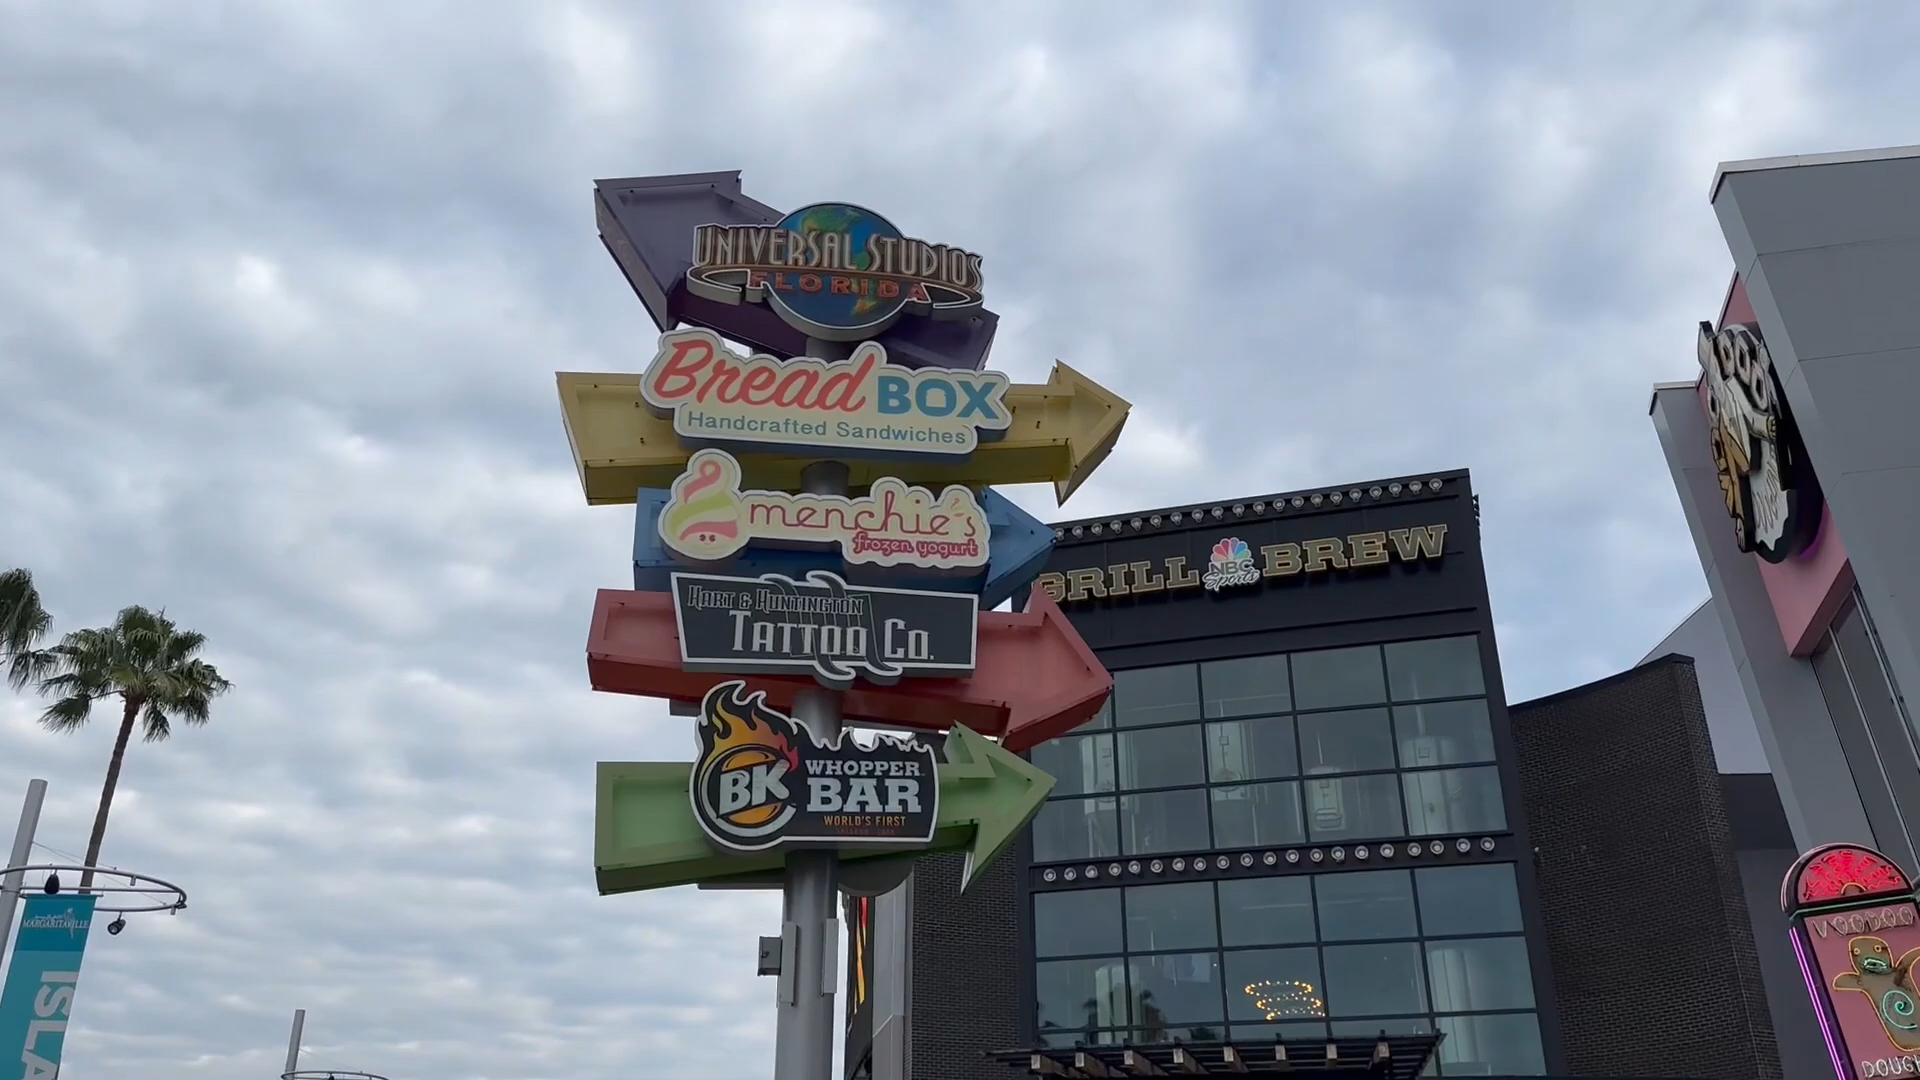 UNIVERSAL STUDIOS
FLORIDA
Bread BOX
Handcrafted Sandwiches
menchie's
frozen yogurt
HART & HUNTINGTON
TATTOO CO.
BK
WHOPPER
BAR
WORLD'S FIRST
GRILL NBC Sports BREW
MARGARITAVILLE
ISLA
VOODOO
DOUGH